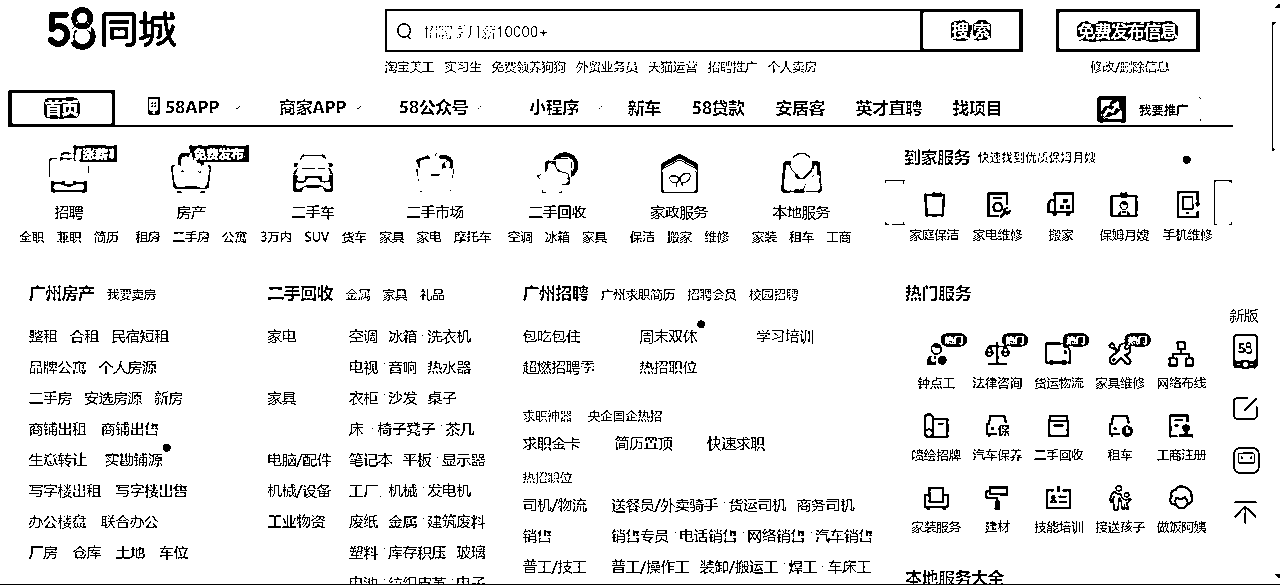 58同城
招聘 月薪10000+ 搜索 免费发布信息
淘宝美工 实习生 免费领养狗狗 外贸业务员 天猫运营 招聘推广 个人卖房 修改/删除信息
首页 58APP 商家APP 58公众号 小程序 新车 58贷款 安居客 英才直聘 找项目 我要推广
免费发布
到家服务 快速找到优质保姆月嫂
招聘 房产 二手车 二手市场 二手回收 家政服务 本地服务
全职 兼职 简历 租房 二手房 公寓 3万内 SUV 货车 家具 家电 摩托车 空调 冰箱 家具 保洁 搬家 维修 家装 租车 工商
家庭保洁 家电维修 搬家 保姆月嫂 手机维修
广州房产 我要卖房
整租 合租 民宿短租
品牌公寓 个人房源
二手房 安选房源 新房
商铺出租 商铺出售
生意转让 实勘铺源
写字楼出租 写字楼出售
办公楼盘 联合办公
厂房 仓库 土地 车位
二手回收 金属 家具 礼品
家电 空调 冰箱 洗衣机
电视 音响 热水器
家具 衣柜 沙发 桌子
床 椅子凳子 茶几
电脑/配件 笔记本 平板 显示器
机械/设备 工厂 机械 发电机
工业物资 废纸 金属 建筑废料
塑料 库存积压 玻璃
电池 纺织皮革 电子
广州招聘 广州求职简历 招聘会员 校园招聘
包吃包住 周末双休 学习培训
超燃招聘季 热招职位
求职神器 央企国企热招
求职金卡 简历置顶 快速求职
热招职位
司机/物流 送餐员/外卖骑手 货运司机 商务司机
销售 销售专员 电话销售 网络销售 汽车销售
普工/技工 普工/操作工 装卸/搬运工 焊工 车床工
热门服务
热门 热门 热门 热门
钟点工 法律咨询 货运物流 家具维修 网络布线
喷绘招牌 汽车保养 二手回收 租车 工商注册
家装服务 建材 技能培训 接送孩子 做饭阿姨
本地服务大全
新版
58